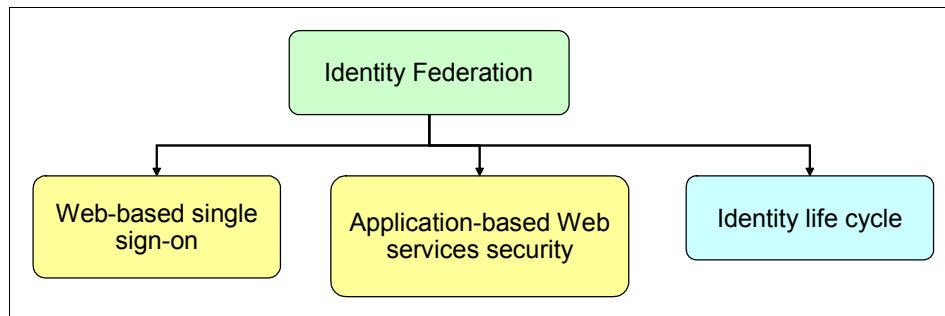 Identity Federation
Web-based single
sign-on
Application-based Web
services security
Identity life cycle